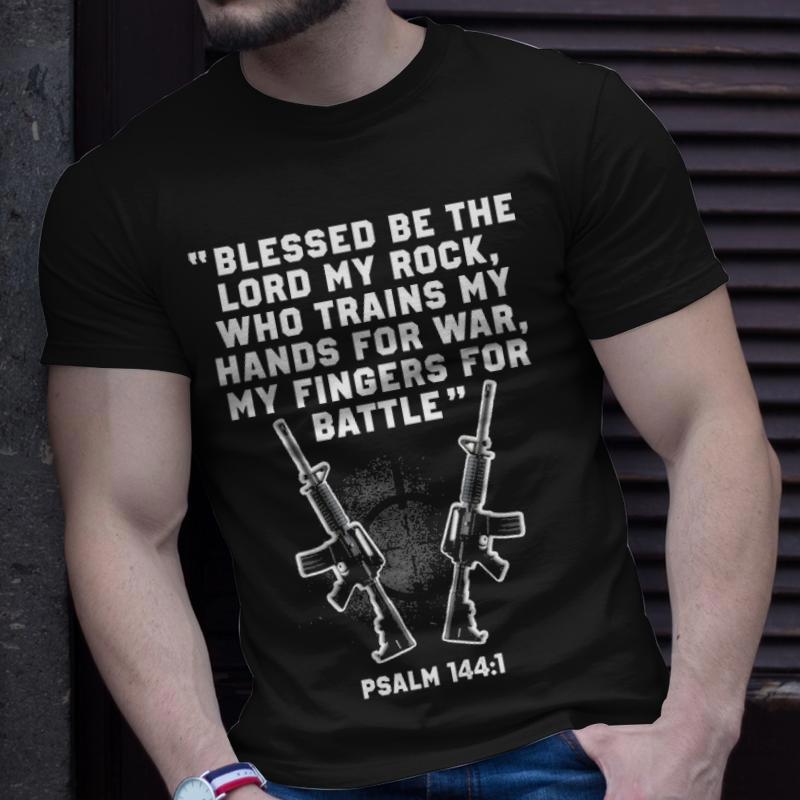 "BLESSED BE THE
LORD MY ROCK,
WHO TRAINS MY
HANDS FOR WAR,
MY FINGERS FOR
BATTLE"
PSALM 144:1